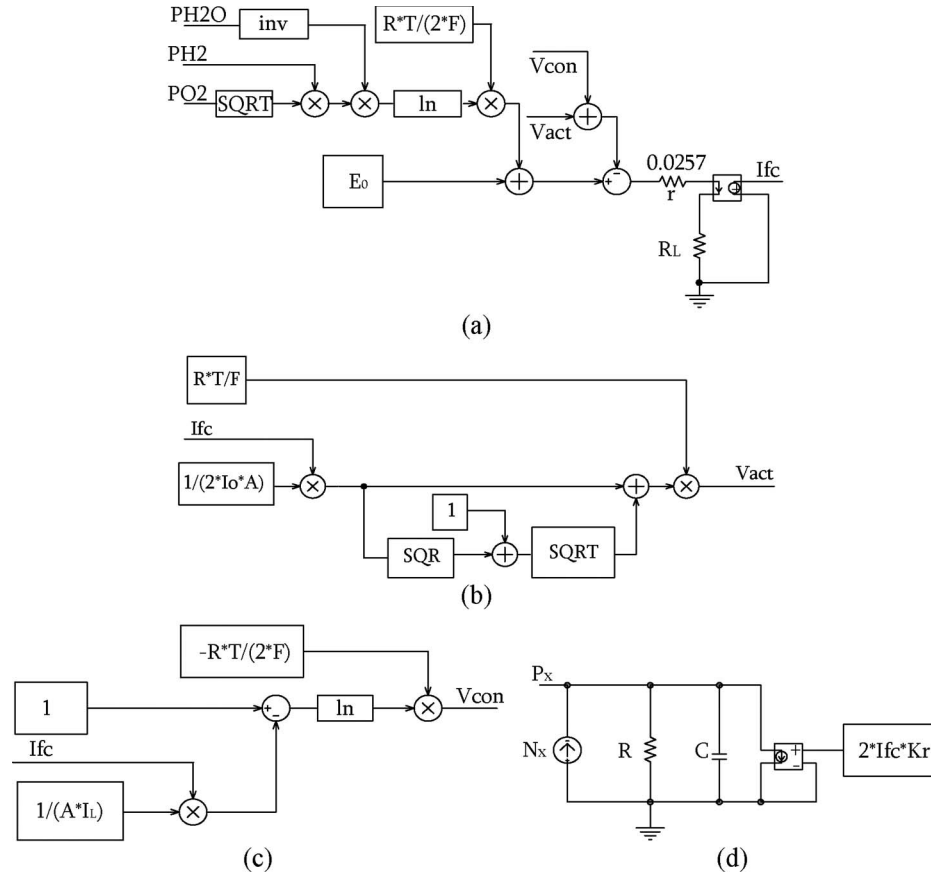 PH2O
inv
R*T/(2*F)
PH2
Vcon
PO2
SQRT
ln
Vact
0.0257
Ifc
E₀
r
RL
(a)
R*T/F
Ifc
1/(2*Io*A)
Vact
1
SQR
SQRT
(b)
-R*T/(2*F)
1
ln
Vcon
Ifc
1/(A*IL)
(c)
Px
Nx
R
C
2*Ifc*Kr
(d)